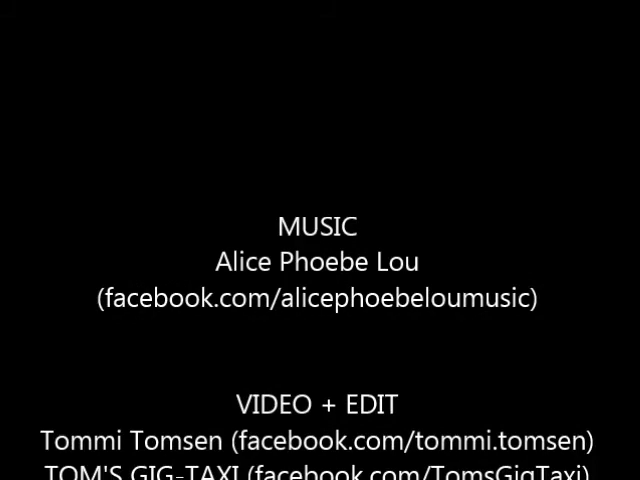 MUSIC
Alice Phoebe Lou
(facebook.com/alicephoebeloumusic)
VIDEO + EDIT
Tommi Tomsen (facebook.com/tommi.tomsen)
TOM'S GIG-TAXI (facebook.com/TomsGigTaxi)